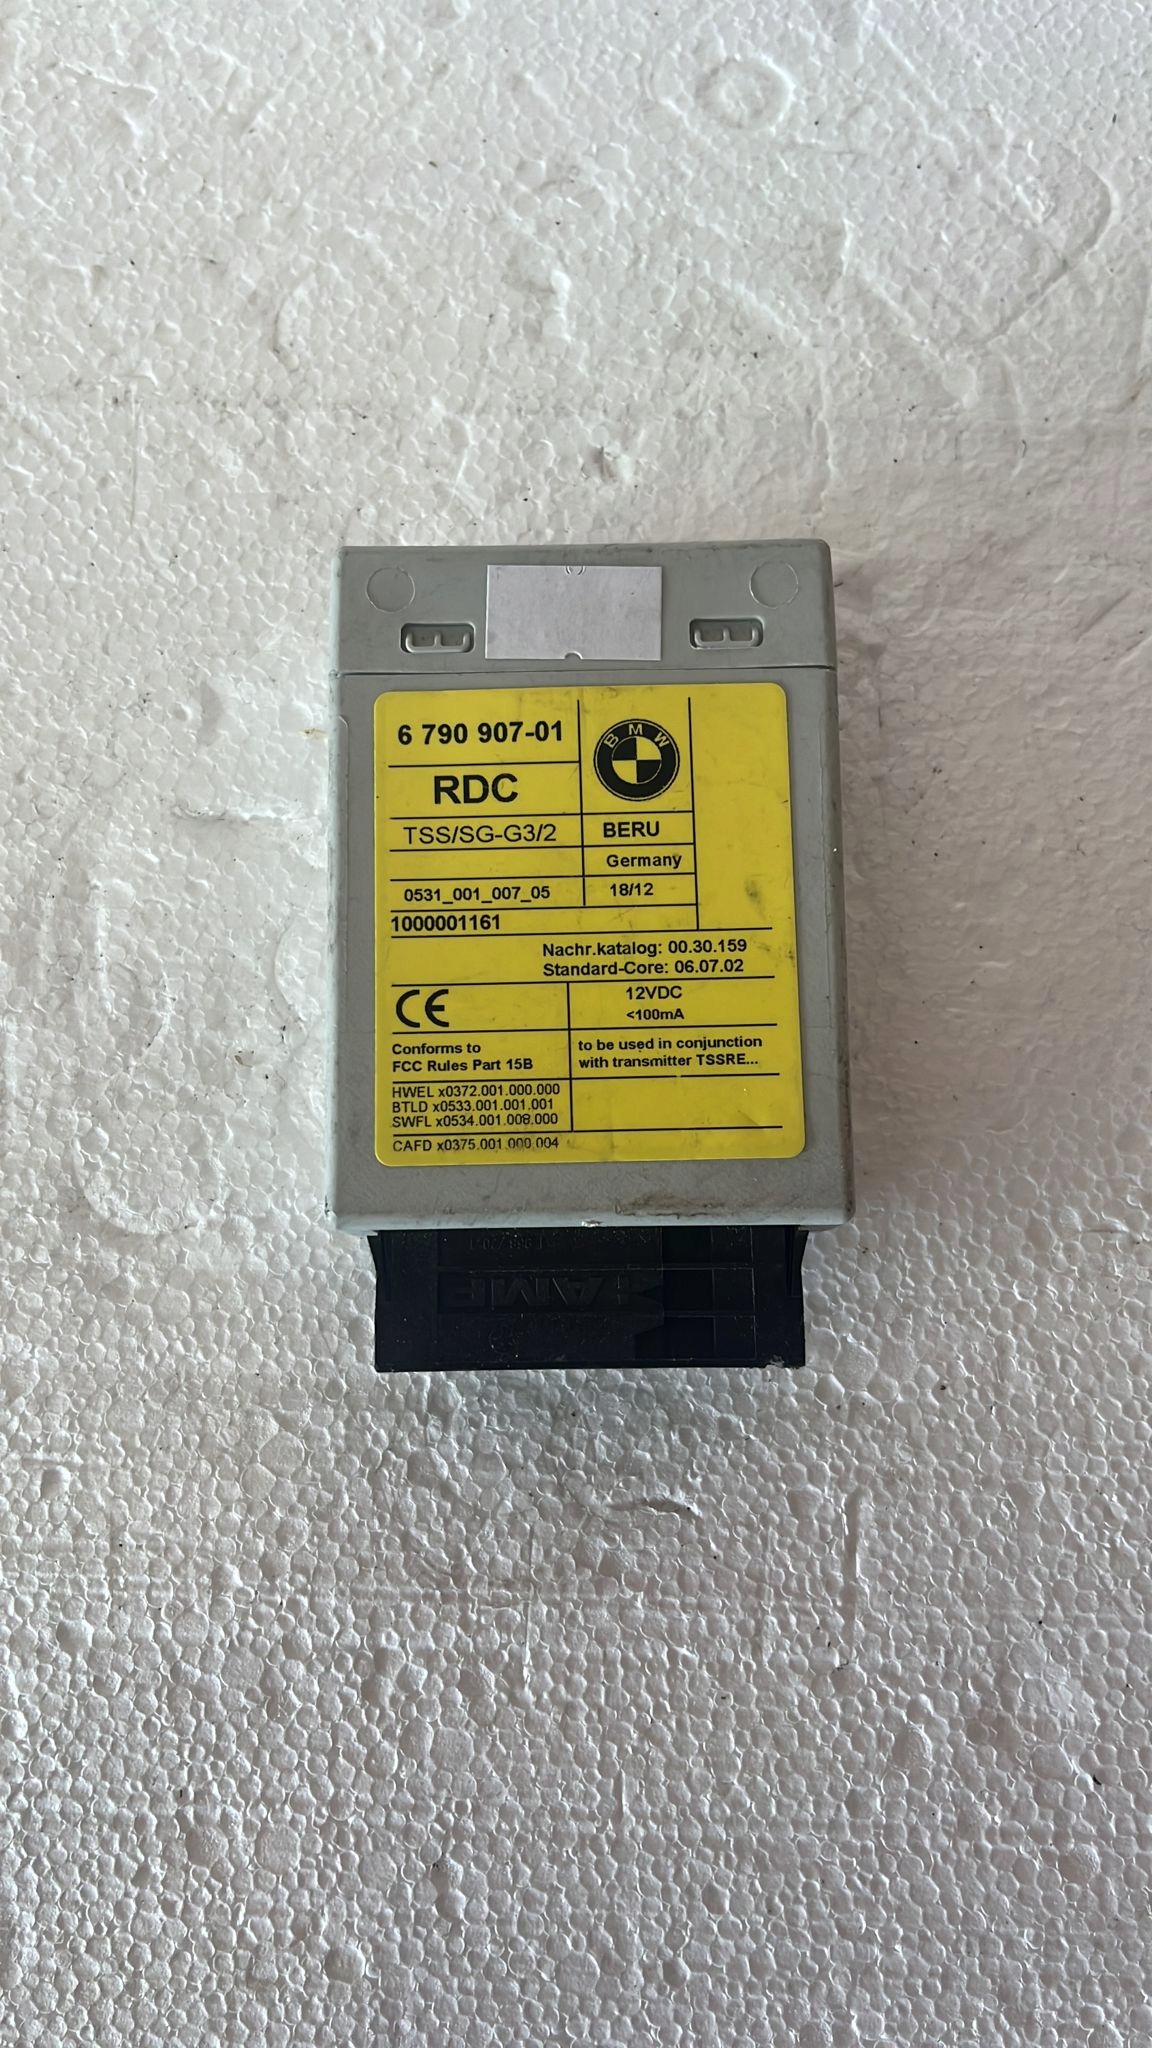 6 790 907-01
BMW
RDC
TSS/SG-G3/2
BERU
Germany
0531_001_007_05
18/12
1000001161
Nachr.katalog: 00.30.159
Standard-Core: 06.07.02
CE
12VDC
<100mA
Conforms to
FCC Rules Part 15B
to be used in conjunction
with transmitter TSSRE...
HWEL x0372.001.000.000
BTLD x0533.001.001.001
SWFL x0534.001.008.000
CAFD x0375.001.000.004